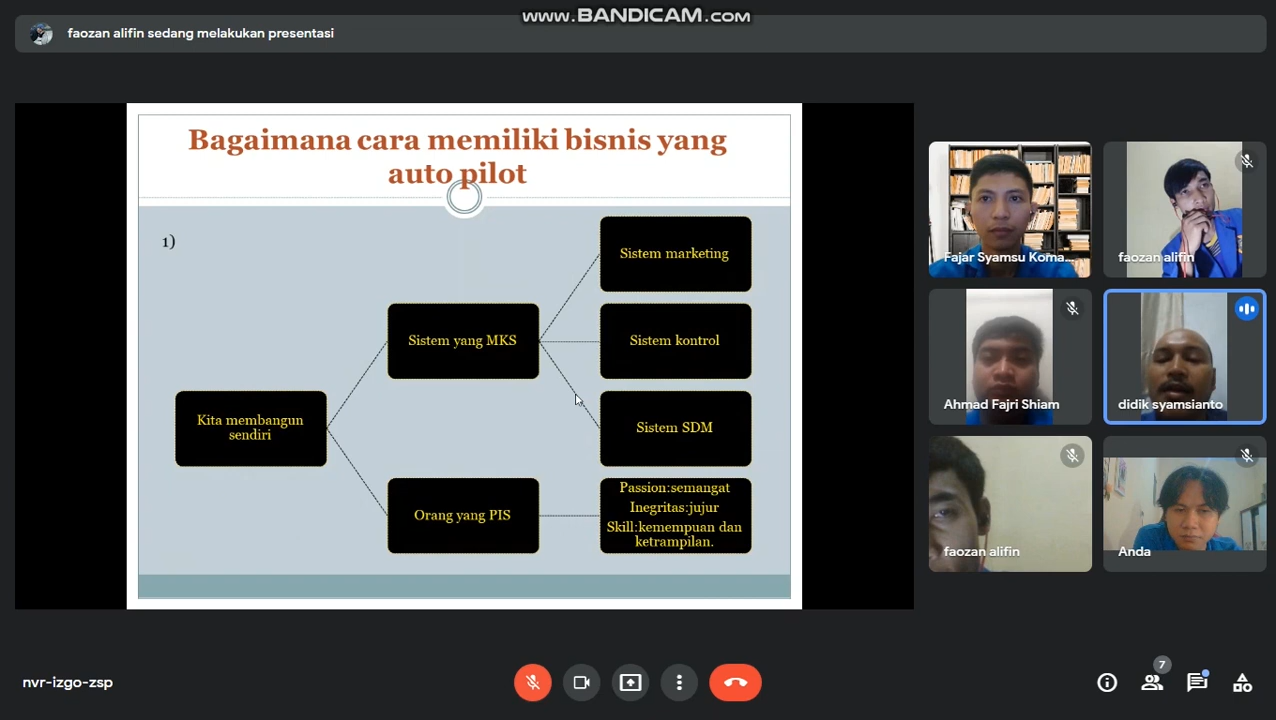 WWW.BANDICAM.COM
faozan alifin sedang melakukan presentasi
Bagaimana cara memiliki bisnis yang
auto pilot
1)
Kita membangun
sendiri
Sistem yang MKS
Orang yang PIS
Sistem marketing
Sistem kontrol
Sistem SDM
Passion:semangat
Inegritas:jujur
Skill:kemempuan dan
ketrampilan.
Fajar Syamsu Koma...
faozan alifin
Ahmad Fajri Shiam
didik syamsianto
faozan alifin
Anda
nvr-izgo-zsp
7